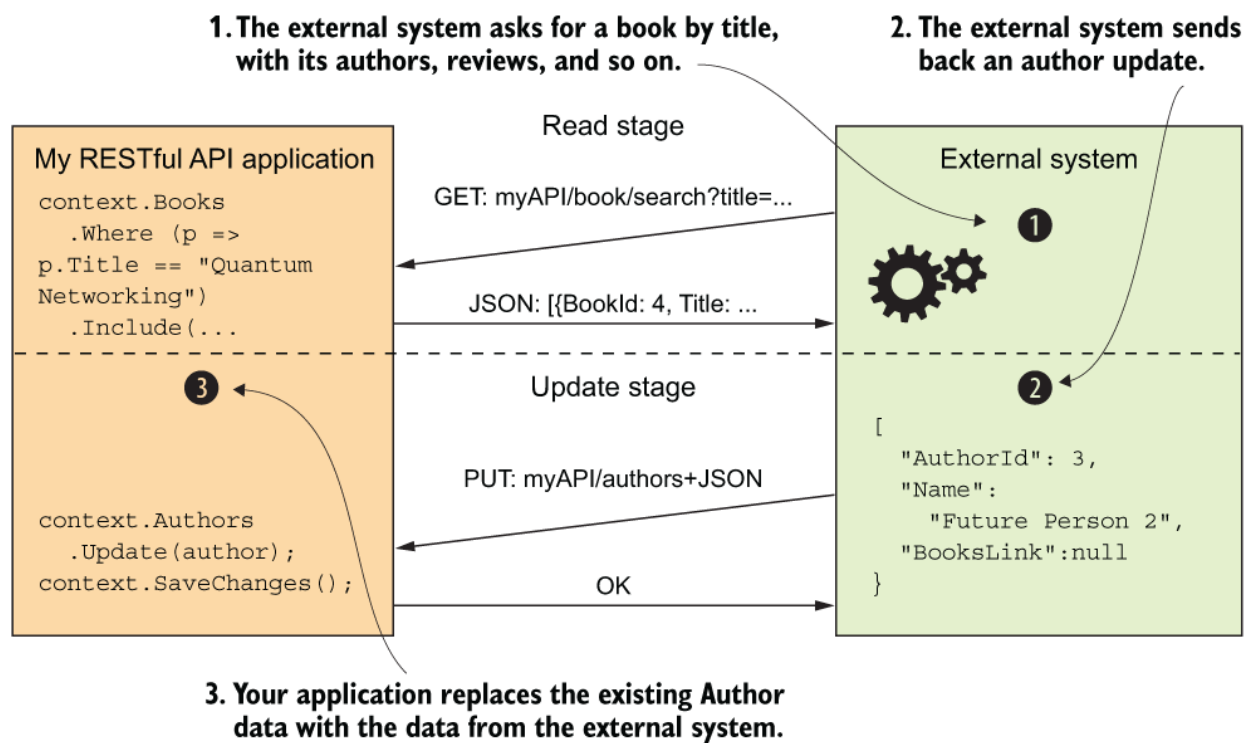 1. The external system asks for a book by title,
with its authors, reviews, and so on.
2. The external system sends
back an author update.
Read stage
My RESTful API application
External system
context.Books
.Where (p =>
p.Title == "Quantum
Networking")
.Include(...
GET: myAPI/book/search?title=...
1
JSON: [{BookId: 4, Title: ...
3
Update stage
2
[
"AuthorId": 3,
"Name":
"Future Person 2",
"BooksLink":null
}
PUT: myAPI/authors+JSON
context.Authors
.Update(author);
context.SaveChanges();
OK
3. Your application replaces the existing Author
data with the data from the external system.